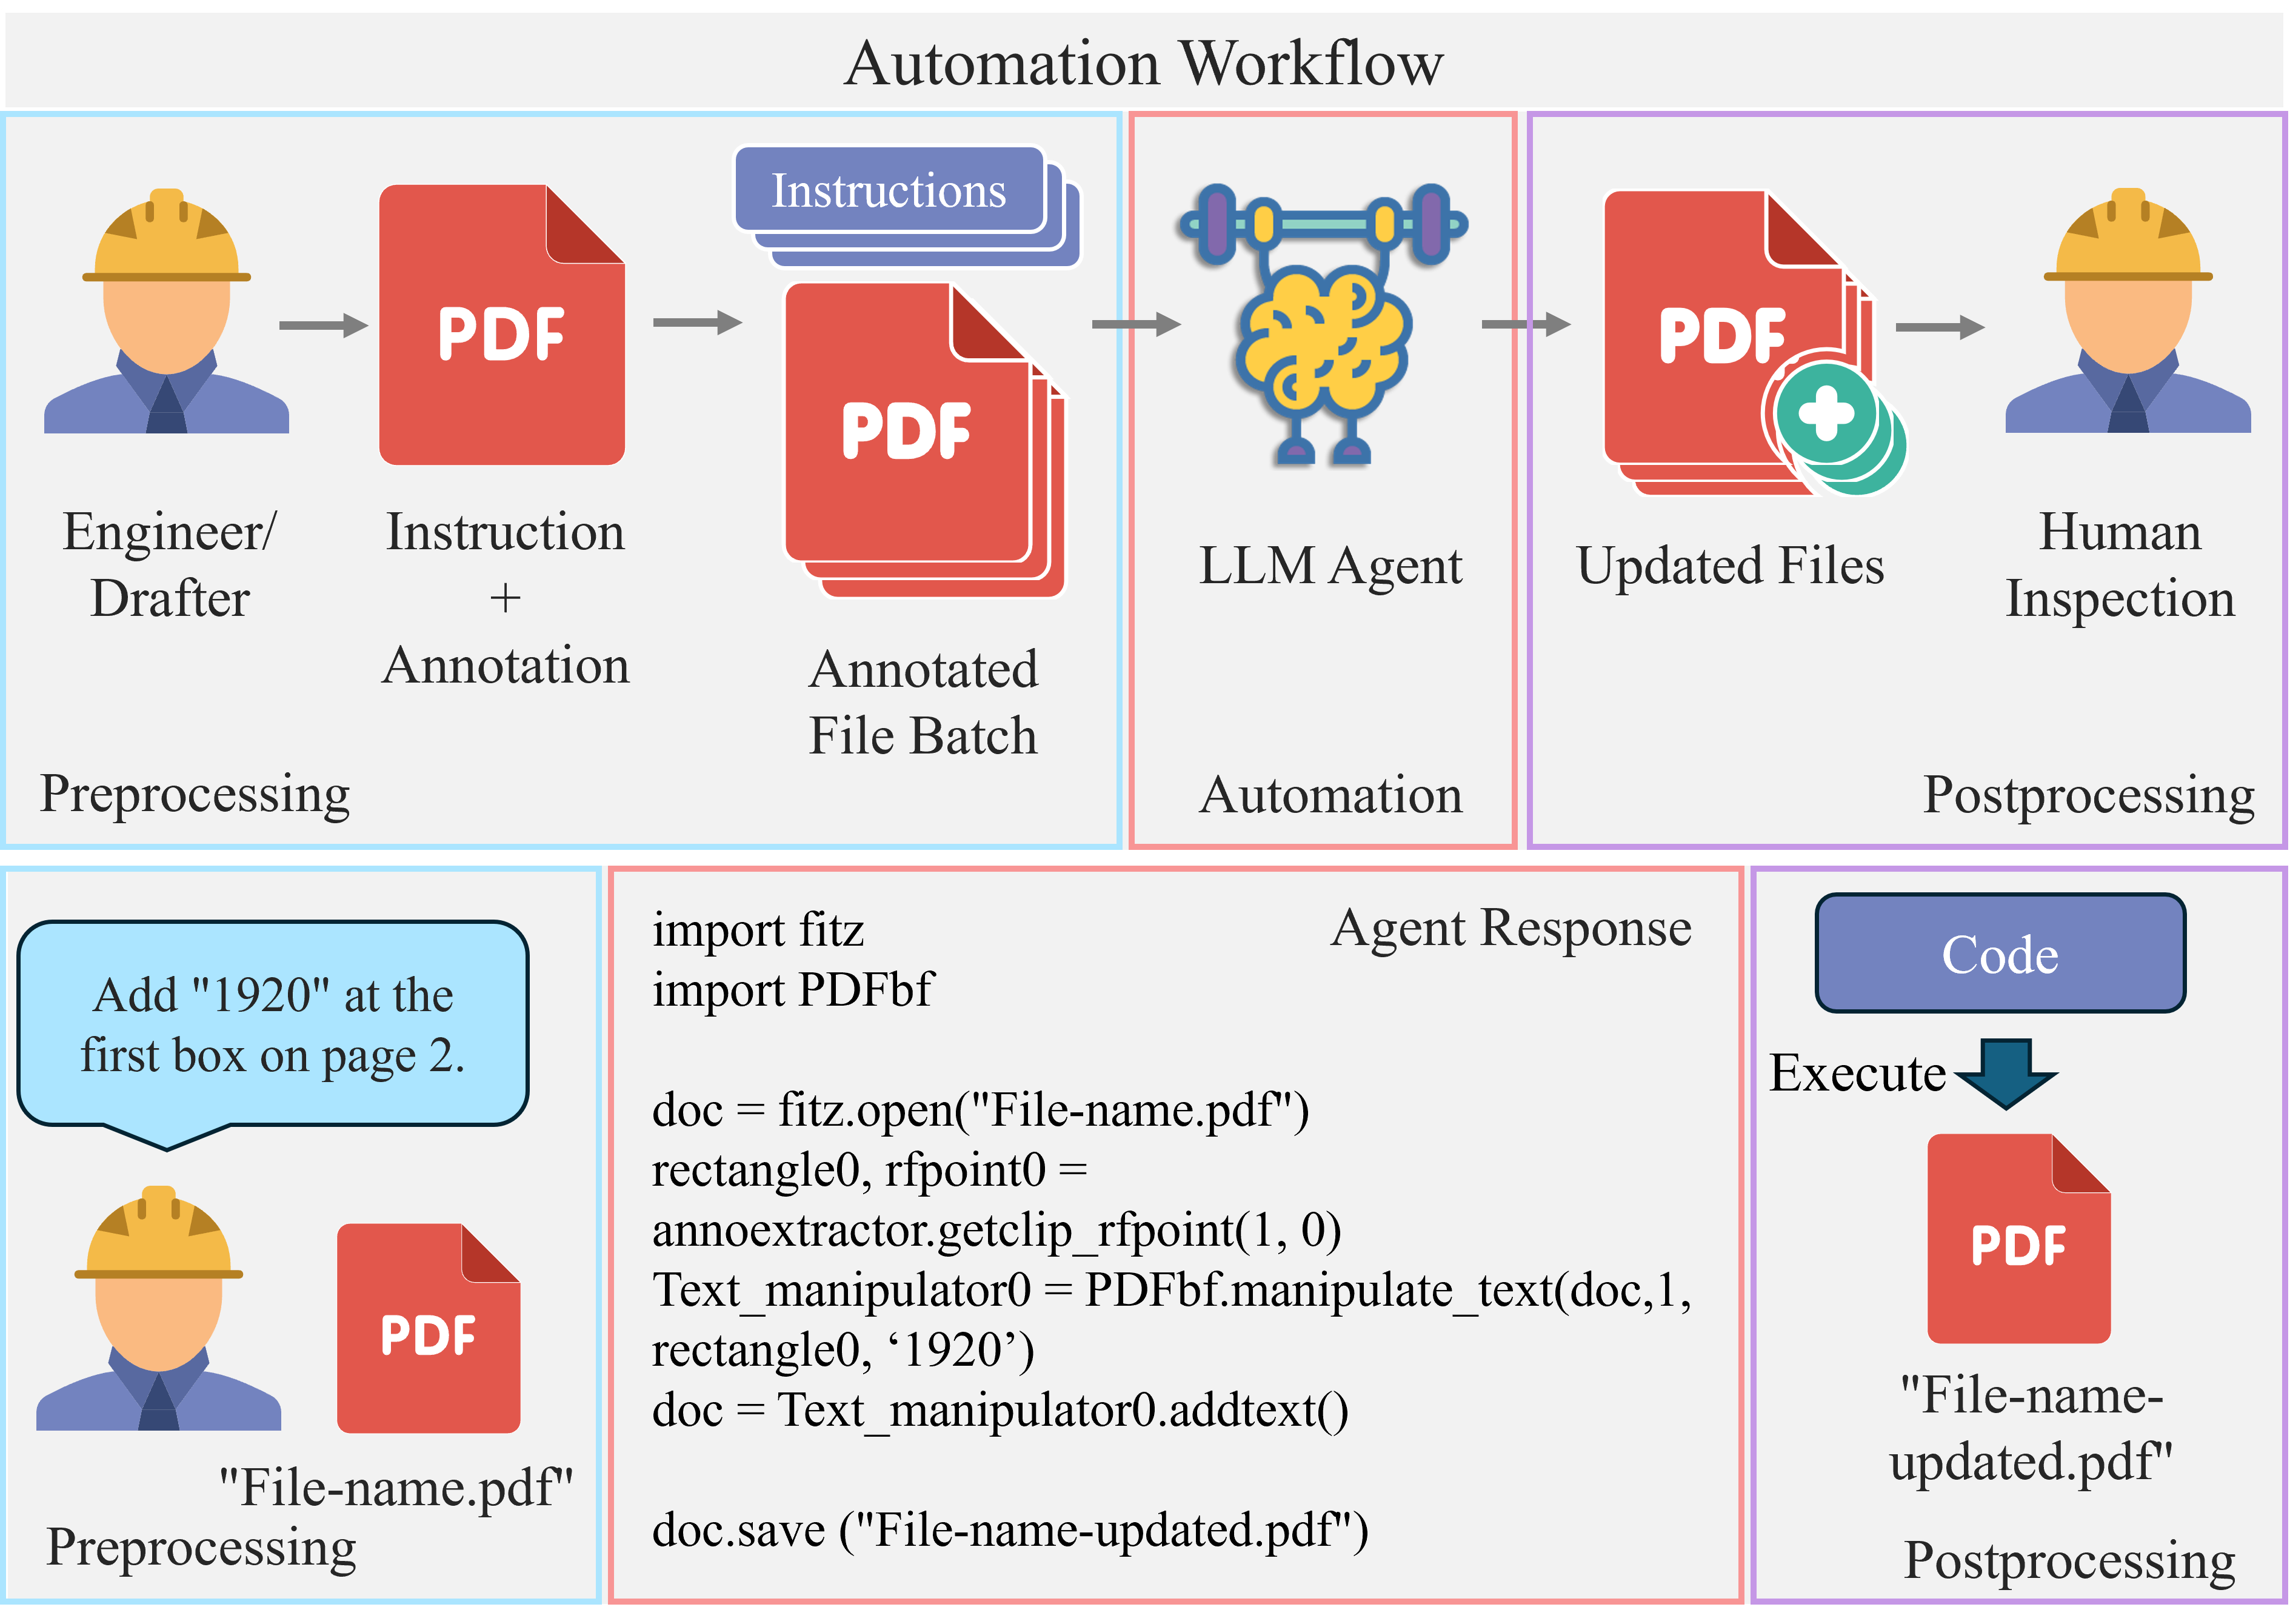 Automation Workflow
Engineer/
Drafter
PDF
Instruction
+
Annotation
Instructions
PDF
Annotated
File Batch
Preprocessing
LLM Agent
Automation
PDF
Updated Files
Human
Inspection
Postprocessing
Add "1920" at the
first box on page 2.
PDF
"File-name.pdf"
Preprocessing
Agent Response
import fitz
import PDFbf
doc = fitz.open("File-name.pdf")
rectangle0, rfpoint0 =
annoextractor.getclip_rfpoint(1, 0)
Text_manipulator0 = PDFbf.manipulate_text(doc,1,
rectangle0, ‘1920’)
doc = Text_manipulator0.addtext()
doc.save ("File-name-updated.pdf")
Code
Execute
PDF
"File-name-
updated.pdf"
Postprocessing